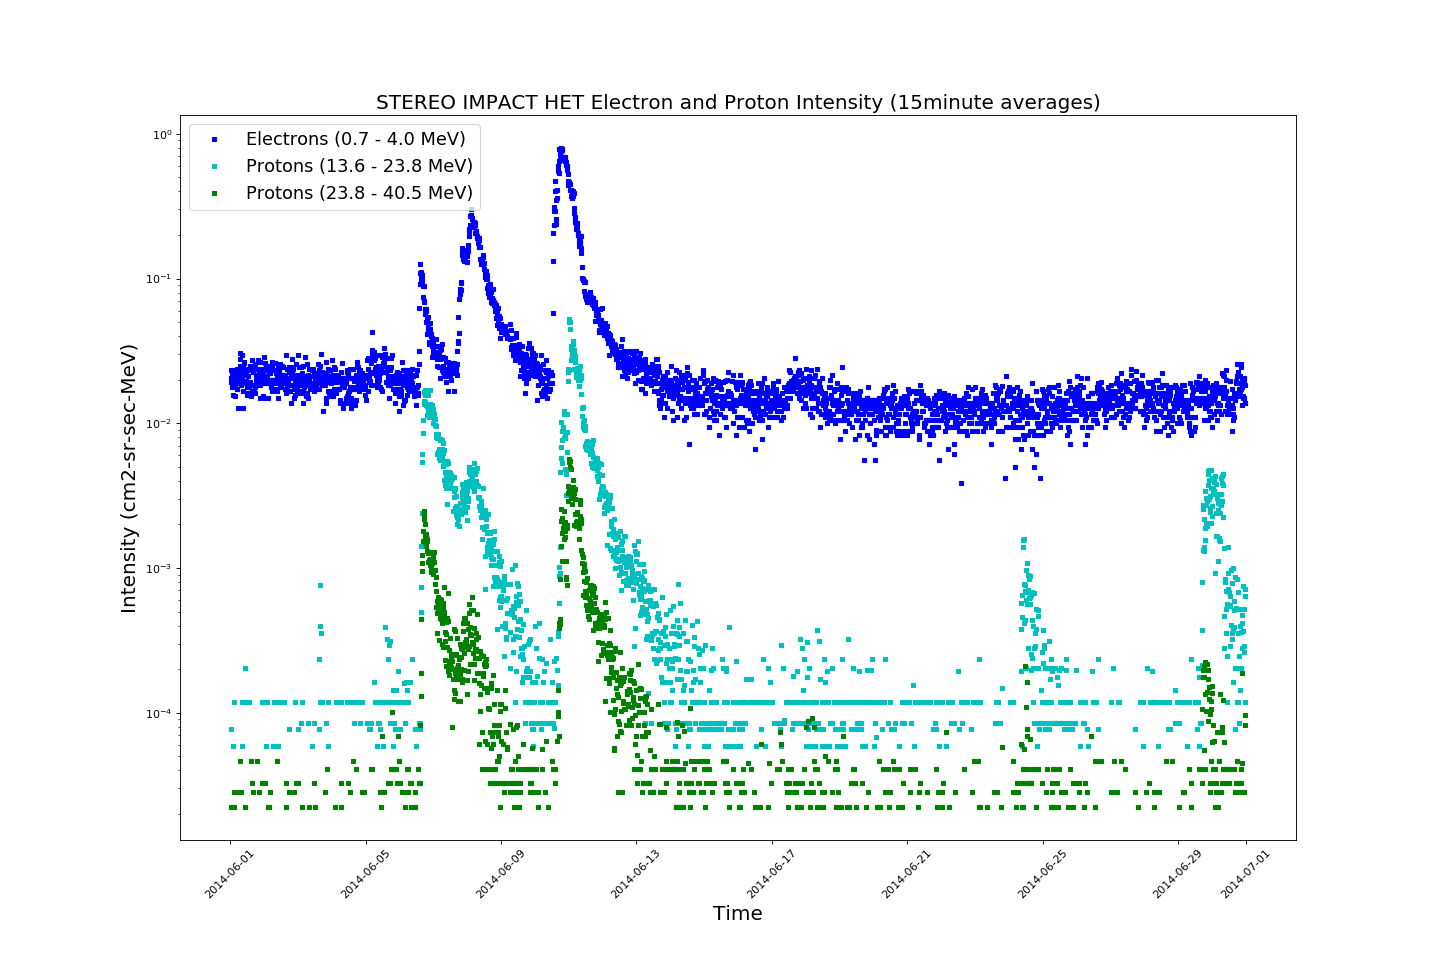 STEREO IMPACT HET Electron and Proton Intensity (15minute averages)
Electrons (0.7 - 4.0 MeV)
Protons (13.6 - 23.8 MeV)
Protons (23.8 - 40.5 MeV)
10⁰
10⁻¹
10⁻²
10⁻³
10⁻⁴
Intensity (cm2-sr-sec-MeV)
2014-06-01
2014-06-05
2014-06-09
2014-06-13
2014-06-17
2014-06-21
2014-06-25
2014-06-29
2014-07-01
Time